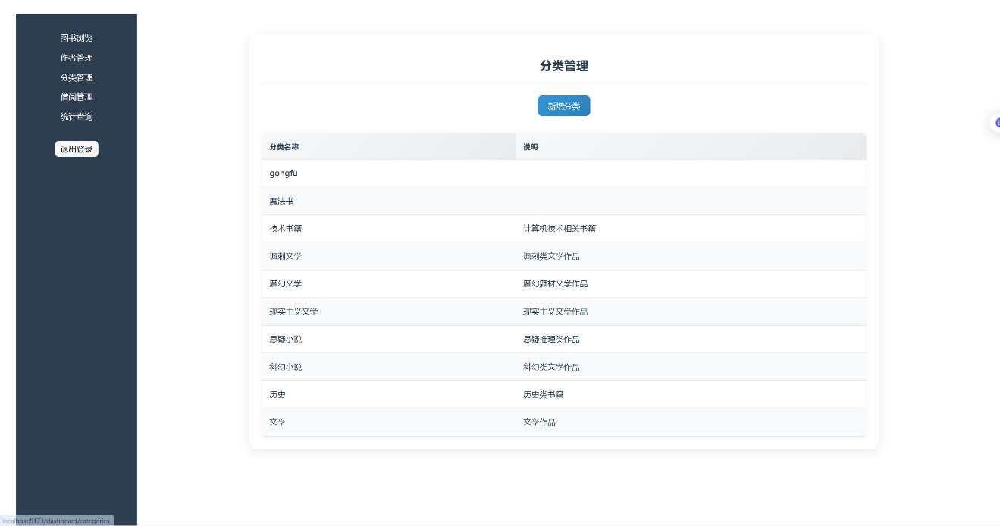 图书浏览
作者管理
分类管理
借阅管理
统计查询
退出登录
分类管理
新增分类
分类名称 说明
gongfu
魔法书
技术书籍 计算机技术相关书籍
讽刺文学 讽刺类文学作品
魔幻文学 魔幻题材文学作品
现实主义文学 现实主义文学作品
悬疑小说 悬疑推理类作品
科幻小说 科幻类文学作品
历史 历史类书籍
文学 文学作品
localhost:5173/dashboard/categories